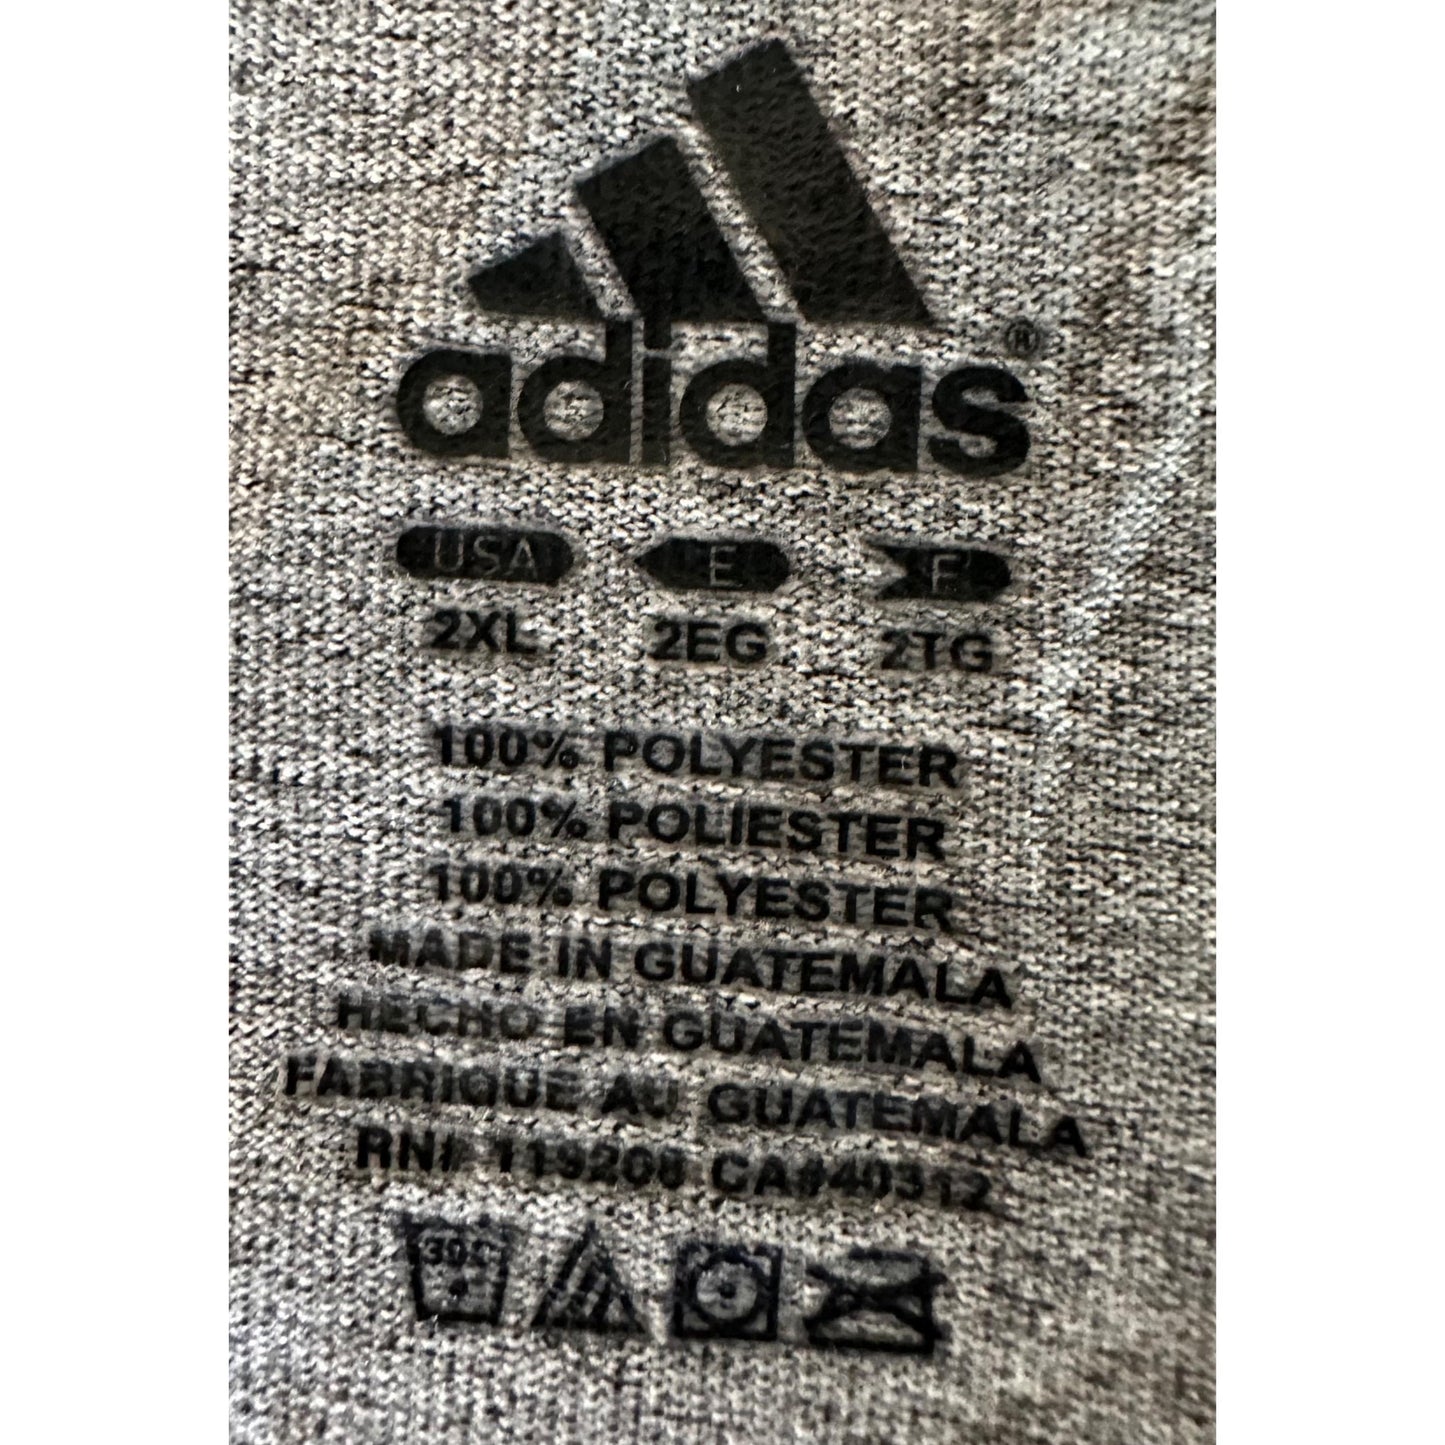 adidas®
USA E F
2XL 2EG 2TG
100% POLYESTER
100% POLIESTER
100% POLYESTER
MADE IN GUATEMALA
HECHO EN GUATEMALA
FABRIQUE AU GUATEMALA
RN# 119208 CA#40312
30°C